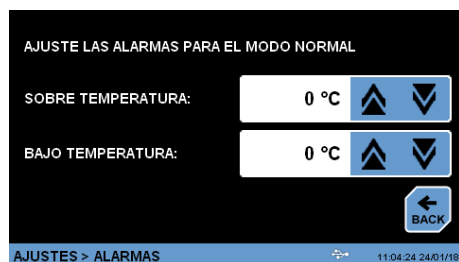 AJUSTE LAS ALARMAS PARA EL MODO NORMAL
SOBRE TEMPERATURA: 0 °C
BAJO TEMPERATURA: 0 °C
BACK
AJUSTES > ALARMAS 11:04:24 24/01/18